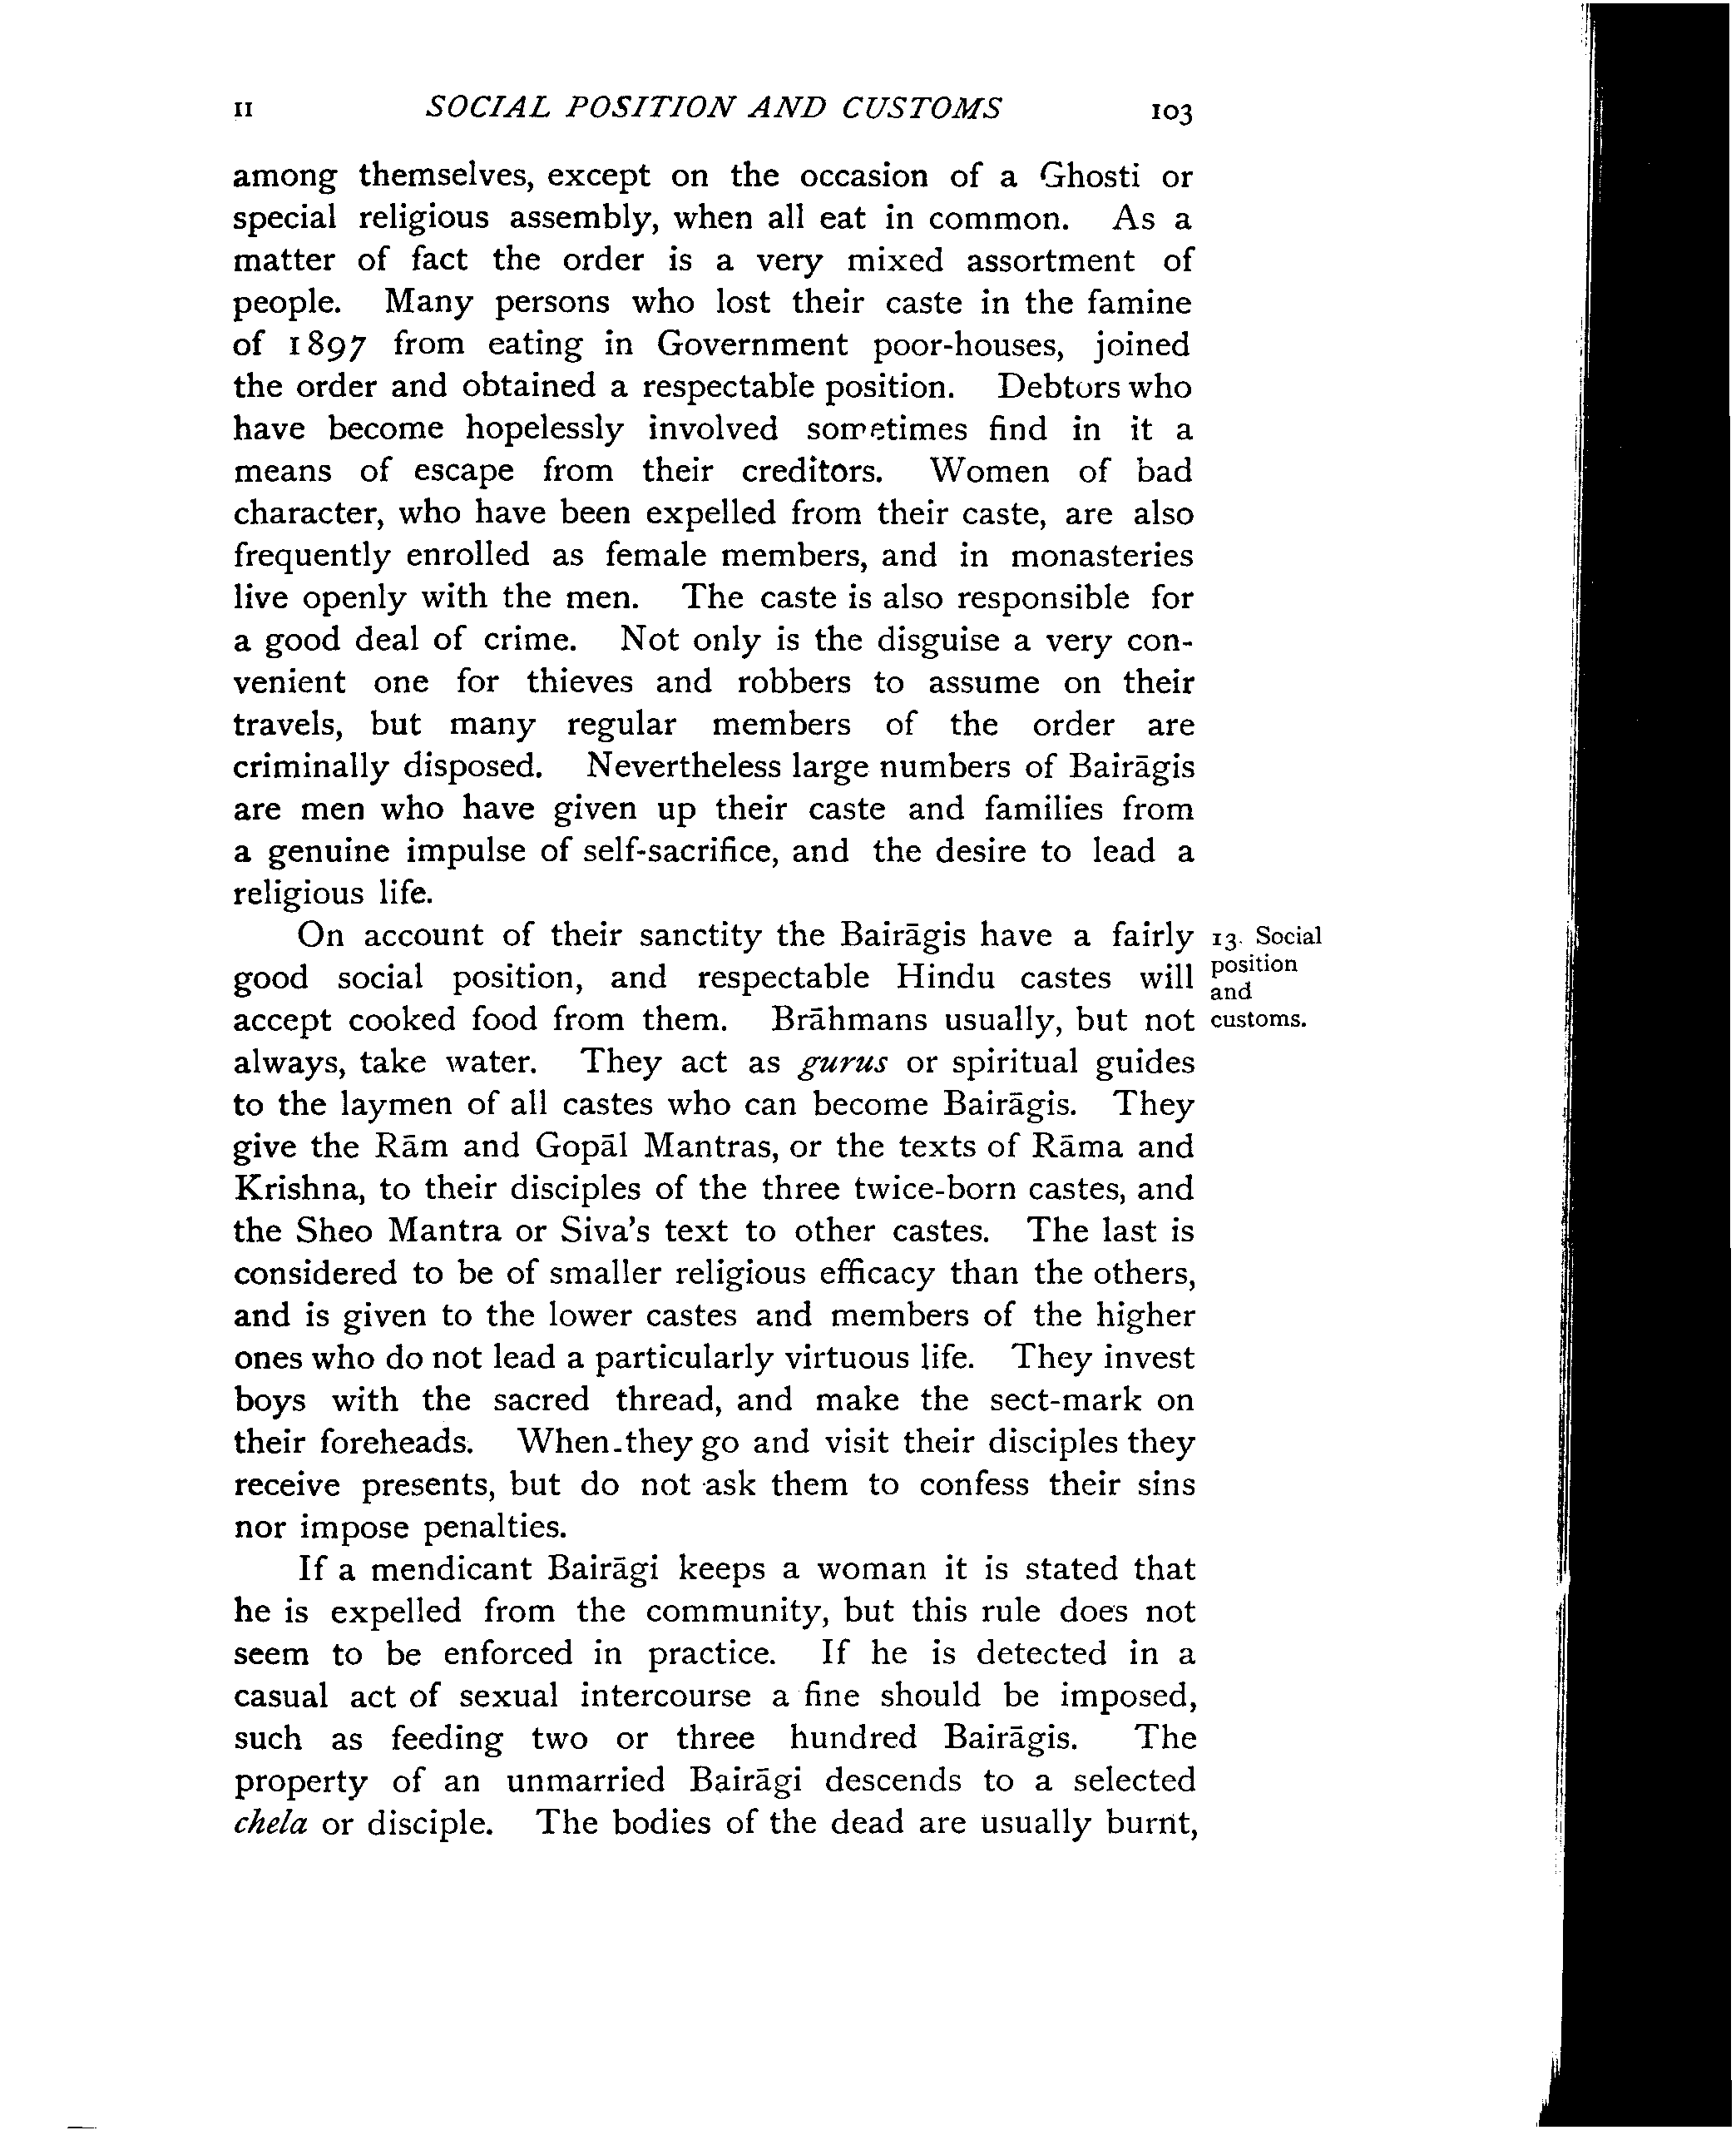 II SOCIAL POSITION AND CUSTOMS 103
among themselves, except on the occasion of a Ghosti or
special religious assembly, when all eat in common. As a
matter of fact the order is a very mixed assortment of
people. Many persons who lost their caste in the famine
of 1897 from eating in Government poor-houses, joined
the order and obtained a respectable position. Debtors who
have become hopelessly involved sometimes find in it a
means of escape from their creditors. Women of bad
character, who have been expelled from their caste, are also
frequently enrolled as female members, and in monasteries
live openly with the men. The caste is also responsible for
a good deal of crime. Not only is the disguise a very con-
venient one for thieves and robbers to assume on their
travels, but many regular members of the order are
criminally disposed. Nevertheless large numbers of Bairāgis
are men who have given up their caste and families from
a genuine impulse of self-sacrifice, and the desire to lead a
religious life.
On account of their sanctity the Bairāgis have a fairly
good social position, and respectable Hindu castes will
accept cooked food from them. Brāhmans usually, but not
always, take water. They act as gurus or spiritual guides
to the laymen of all castes who can become Bairāgis. They
give the Rām and Gopāl Mantras, or the texts of Rāma and
Krishna, to their disciples of the three twice-born castes, and
the Sheo Mantra or Siva's text to other castes. The last is
considered to be of smaller religious efficacy than the others,
and is given to the lower castes and members of the higher
ones who do not lead a particularly virtuous life. They invest
boys with the sacred thread, and make the sect-mark on
their foreheads. When they go and visit their disciples they
receive presents, but do not ask them to confess their sins
nor impose penalties.
If a mendicant Bairāgi keeps a woman it is stated that
he is expelled from the community, but this rule does not
seem to be enforced in practice. If he is detected in a
casual act of sexual intercourse a fine should be imposed,
such as feeding two or three hundred Bairāgis. The
property of an unmarried Bairāgi descends to a selected
chela or disciple. The bodies of the dead are usually burnt,
13. Social
position
and
customs.